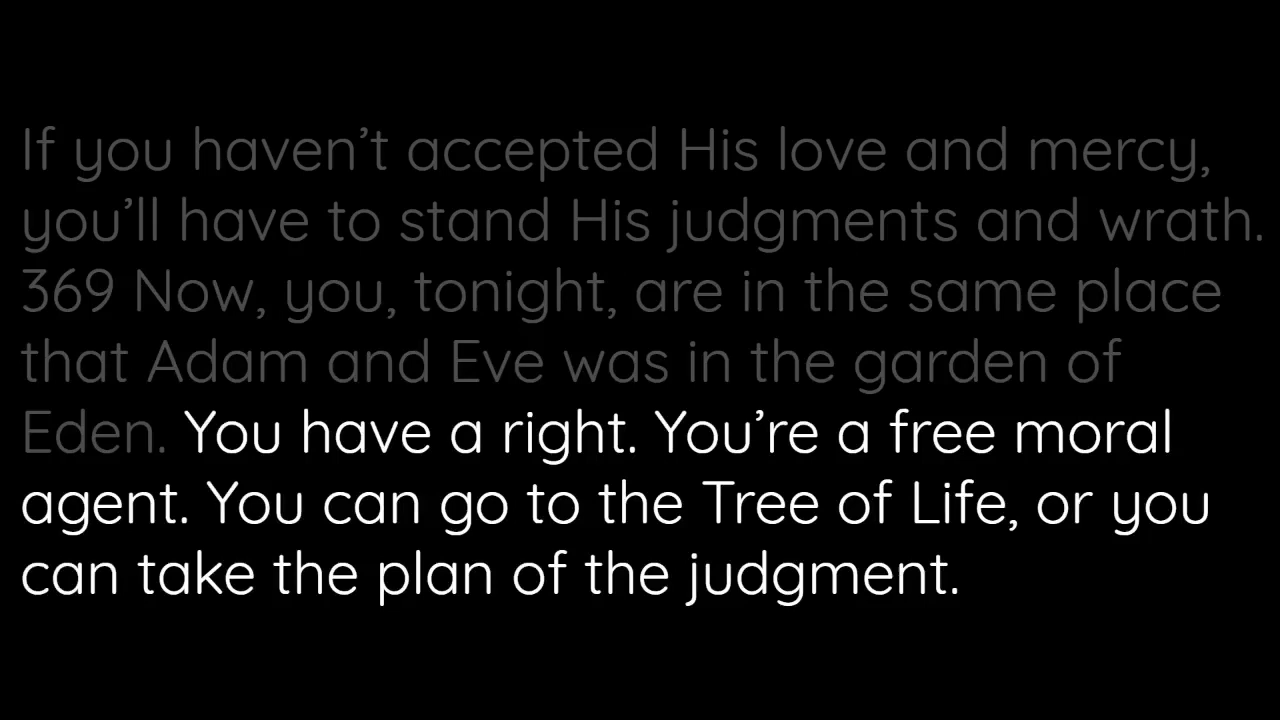 If you haven’t accepted His love and mercy,
you’ll have to stand His judgments and wrath.
369 Now, you, tonight, are in the same place
that Adam and Eve was in the garden of
Eden. You have a right. You’re a free moral
agent. You can go to the Tree of Life, or you
can take the plan of the judgment.